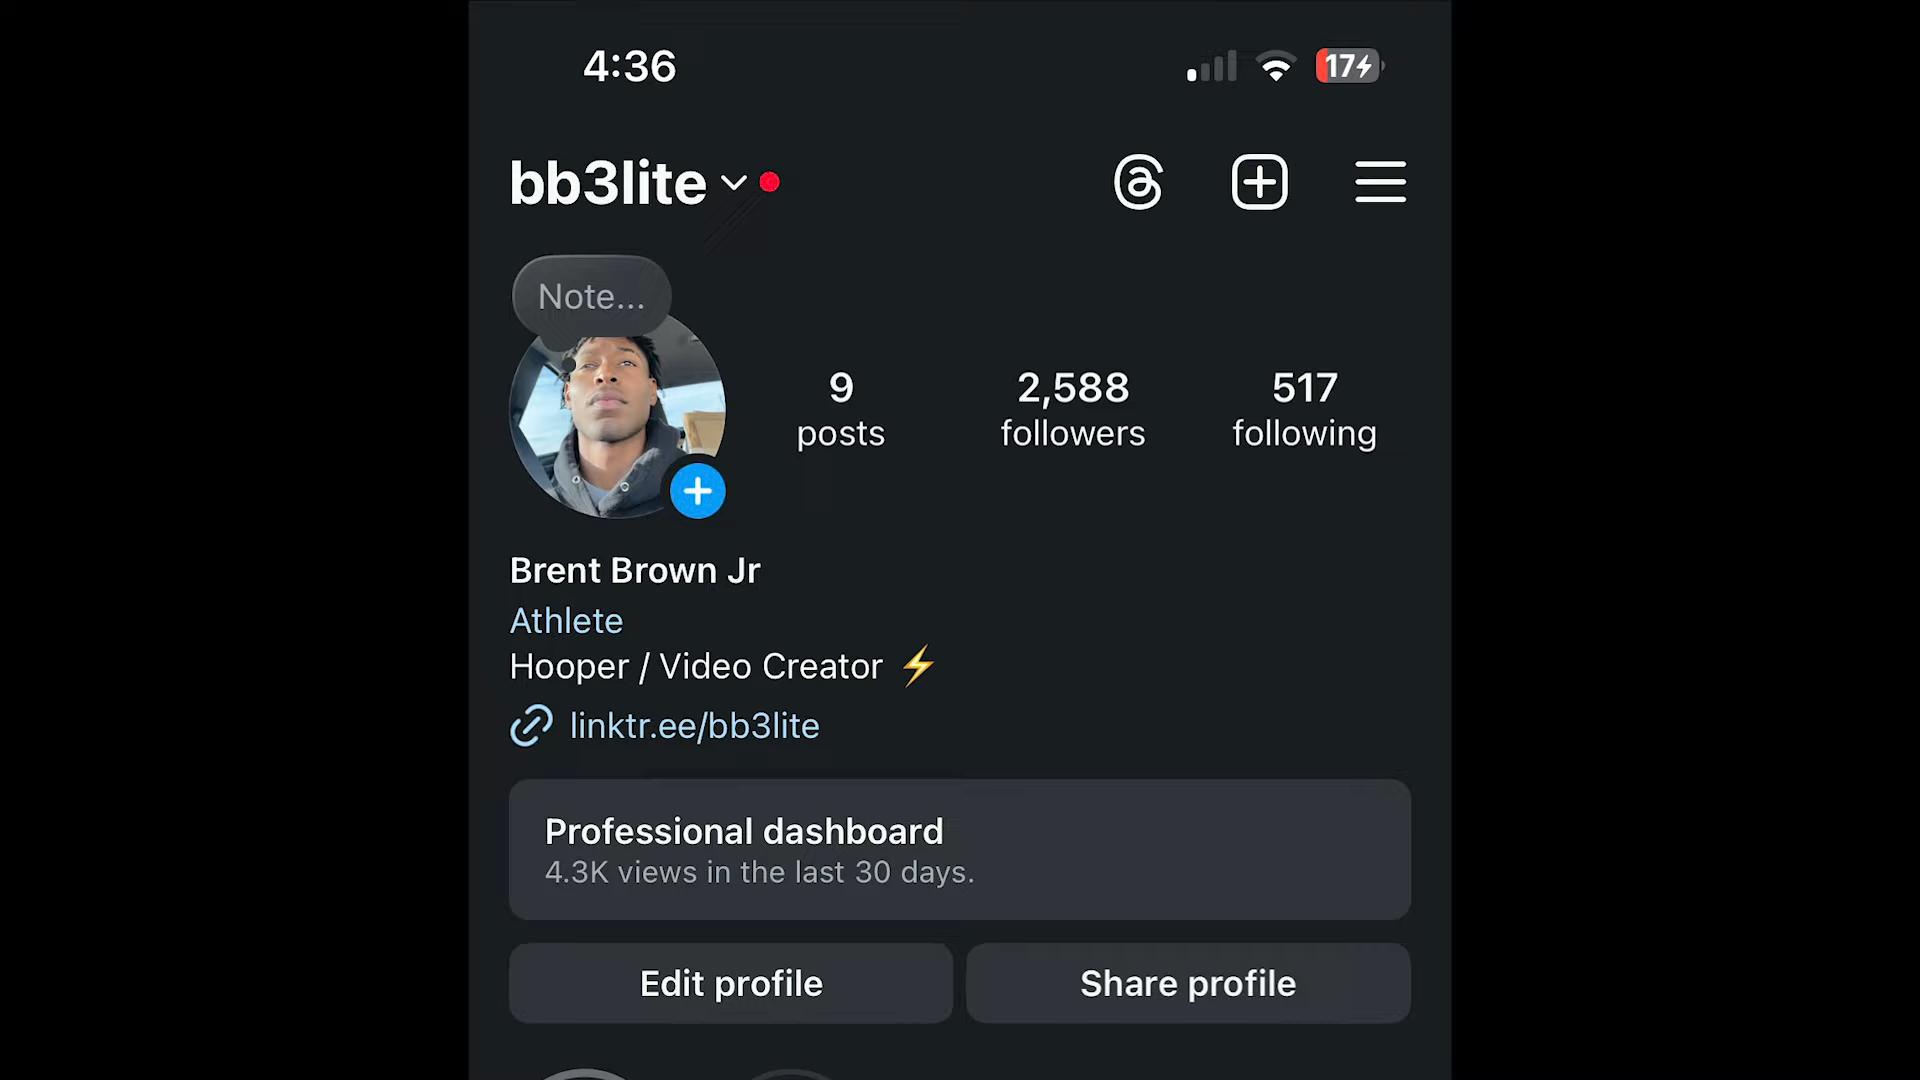 4:36
17
bb3lite
Note...
9
posts
2,588
followers
517
following
Brent Brown Jr
Athlete
Hooper / Video Creator ⚡
linktr.ee/bb3lite
Professional dashboard
4.3K views in the last 30 days.
Edit profile
Share profile